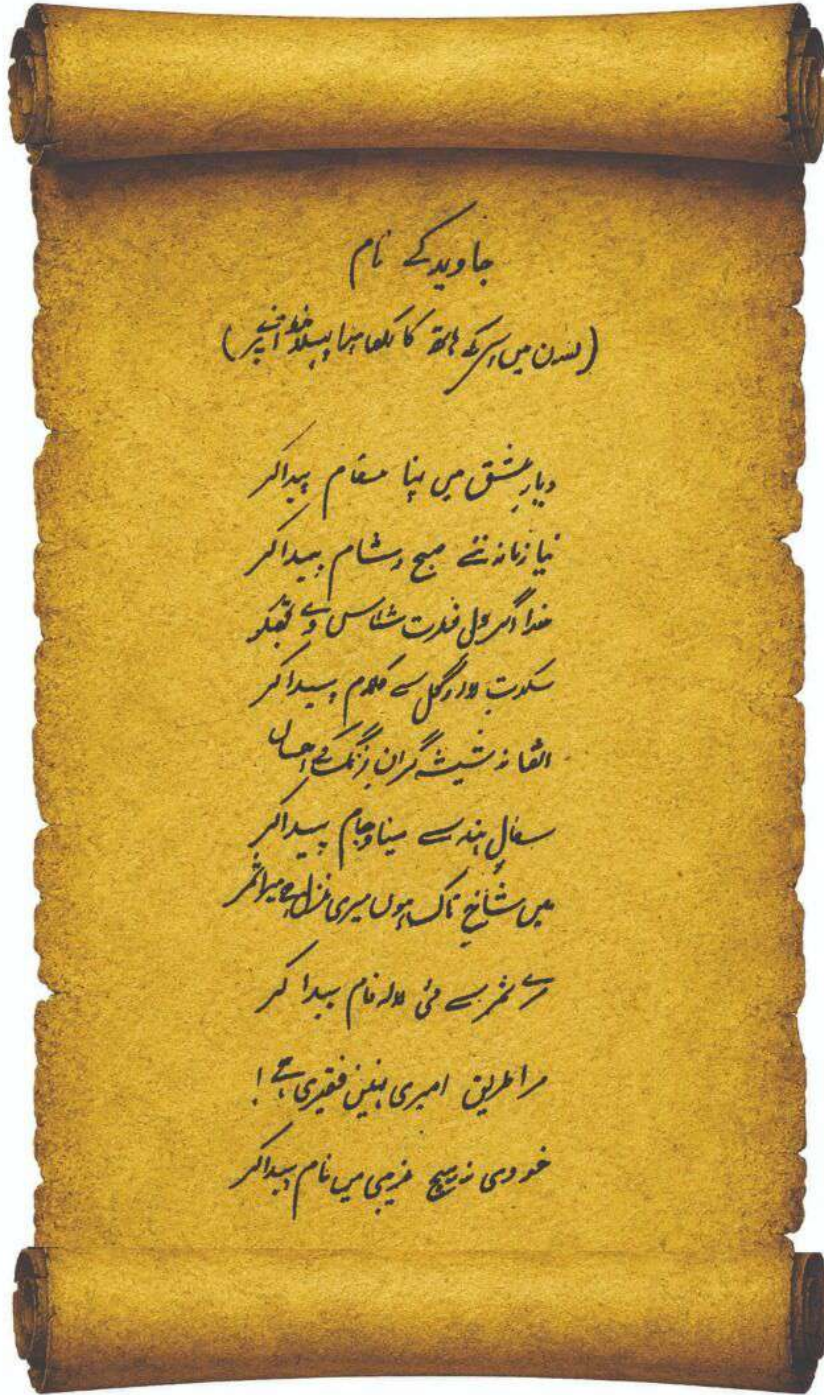 جاوید کے نام
(لندن میں اس کے ہاتھ کا لکھا ہوا پہلا خط آنے پر)
دیارِ عشق میں اپنا مقام پیدا کر
نیا زمانہ نئے صبح و شام پیدا کر
خدا اگر دل فطرت شناس دے تجھکو
سکوتِ لالہ و گل سے کلام پیدا کر
اٹھا نہ شیشہ گرانِ فرنگ کے احساں
سفالِ ہند سے مینا و جام پیدا کر
میں شاخِ تاک ہوں میری غزل ہے میرا ثمر
مرے ثمر سے مئی لالہ فام پیدا کر
مرا طریق امیری نہیں فقیری ہے!
خودی نہ بیچ غریبی میں نام پیدا کر